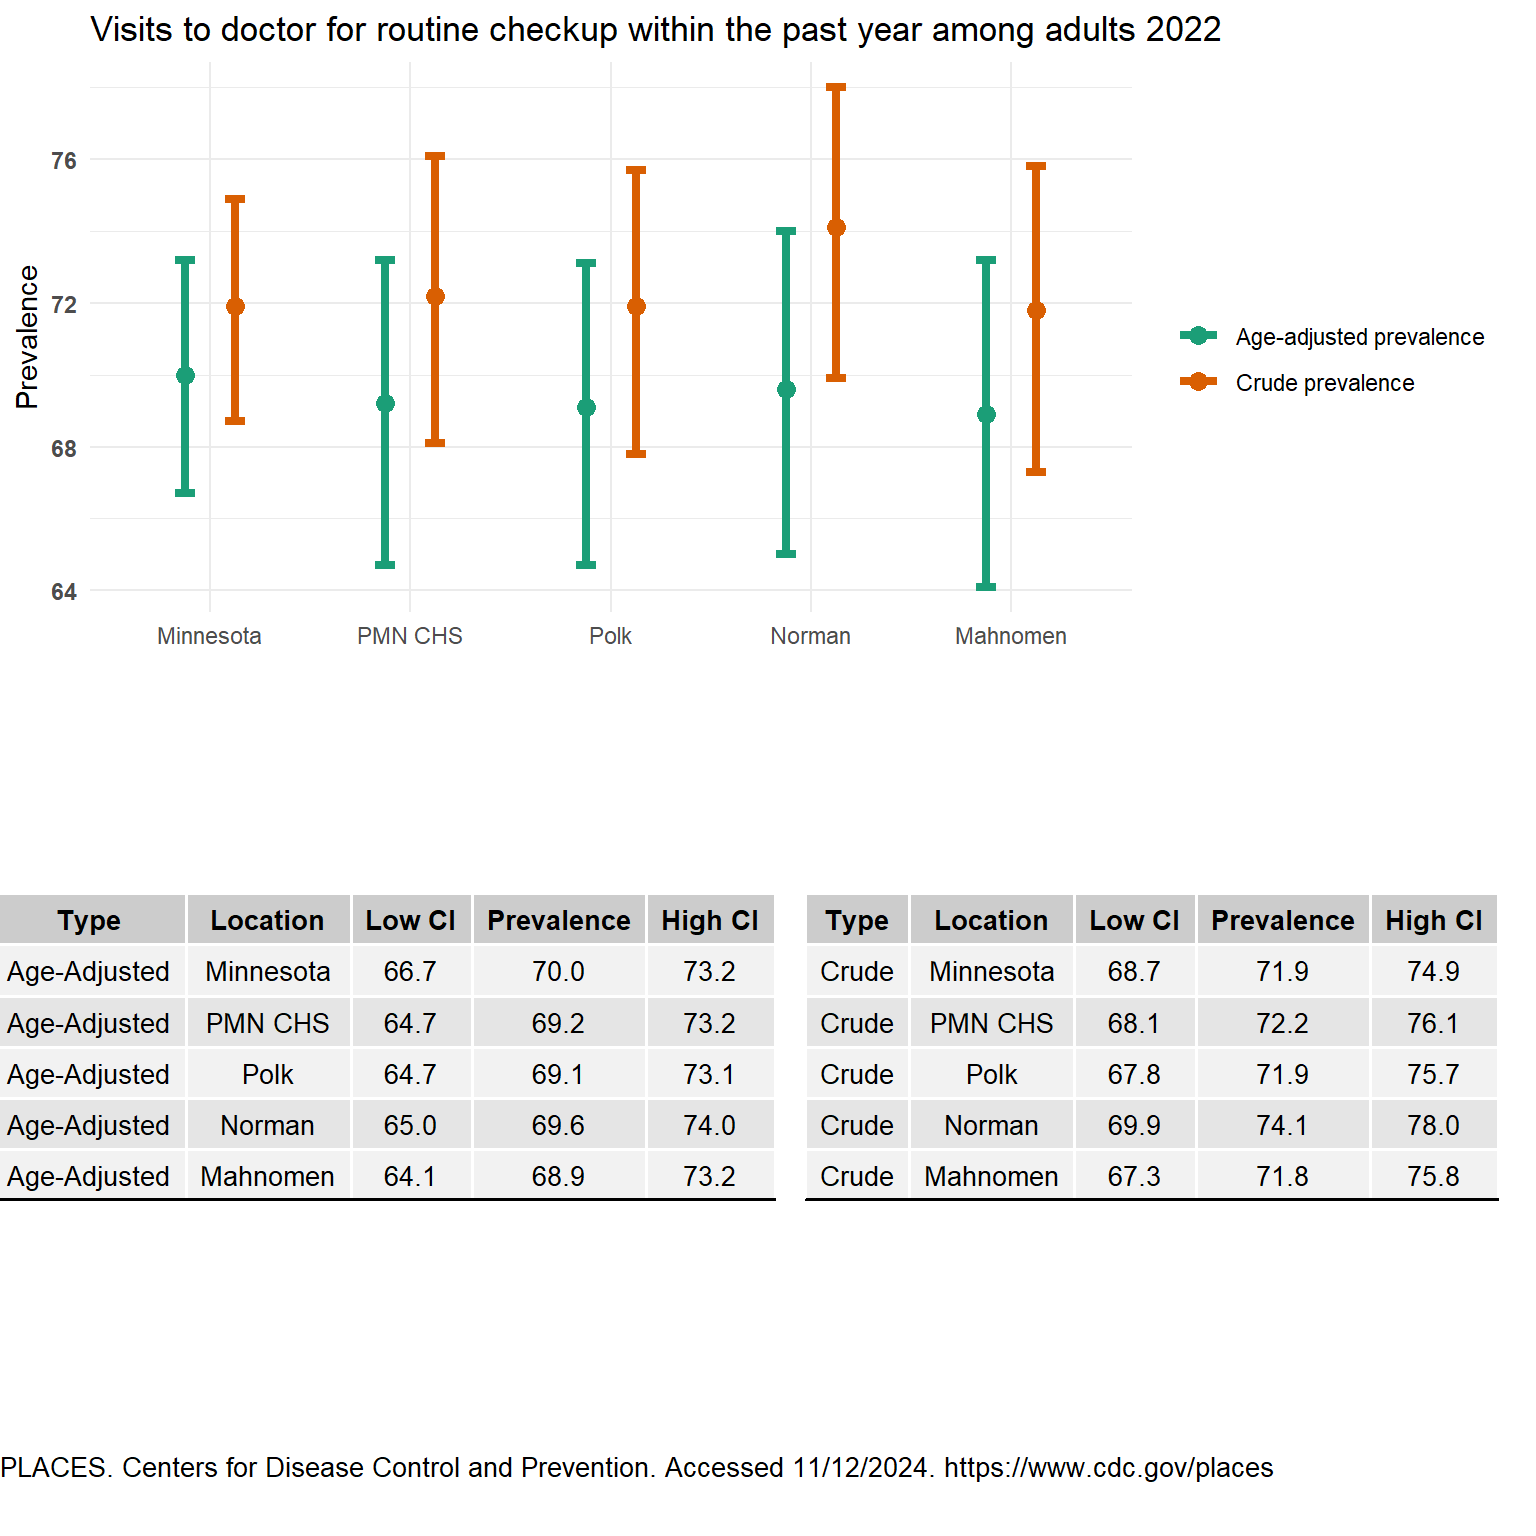 Visits to doctor for routine checkup within the past year among adults 2022
Prevalence
76
72
68
64
Minnesota PMN CHS Polk Norman Mahnomen
Age-adjusted prevalence
Crude prevalence
Type Location Low CI Prevalence High CI
Age-Adjusted Minnesota 66.7 70.0 73.2
Age-Adjusted PMN CHS 64.7 69.2 73.2
Age-Adjusted Polk 64.7 69.1 73.1
Age-Adjusted Norman 65.0 69.6 74.0
Age-Adjusted Mahnomen 64.1 68.9 73.2
Type Location Low CI Prevalence High CI
Crude Minnesota 68.7 71.9 74.9
Crude PMN CHS 68.1 72.2 76.1
Crude Polk 67.8 71.9 75.7
Crude Norman 69.9 74.1 78.0
Crude Mahnomen 67.3 71.8 75.8
PLACES. Centers for Disease Control and Prevention. Accessed 11/12/2024. https://www.cdc.gov/places